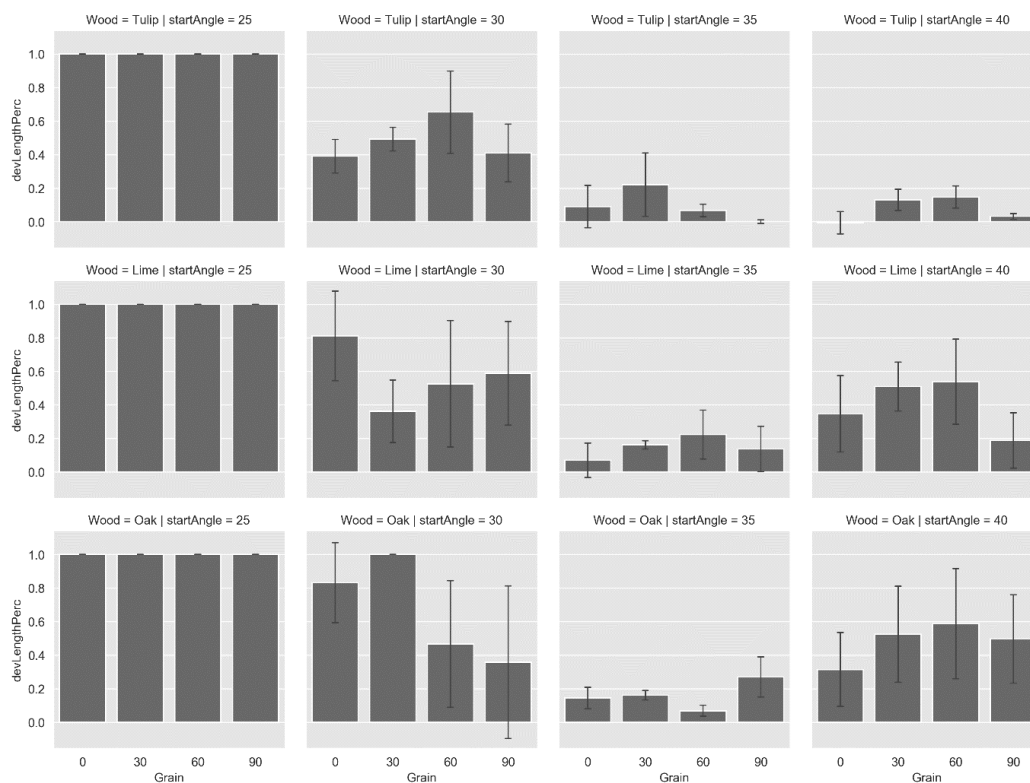 Wood = Tulip | startAngle = 25
Wood = Tulip | startAngle = 30
Wood = Tulip | startAngle = 35
Wood = Tulip | startAngle = 40
devLengthPerc
1.0
0.8
0.6
0.4
0.2
0.0
Wood = Lime | startAngle = 25
Wood = Lime | startAngle = 30
Wood = Lime | startAngle = 35
Wood = Lime | startAngle = 40
devLengthPerc
1.0
0.8
0.6
0.4
0.2
0.0
Wood = Oak | startAngle = 25
Wood = Oak | startAngle = 30
Wood = Oak | startAngle = 35
Wood = Oak | startAngle = 40
devLengthPerc
1.0
0.8
0.6
0.4
0.2
0.0
0 30 60 90
Grain
0 30 60 90
Grain
0 30 60 90
Grain
0 30 60 90
Grain